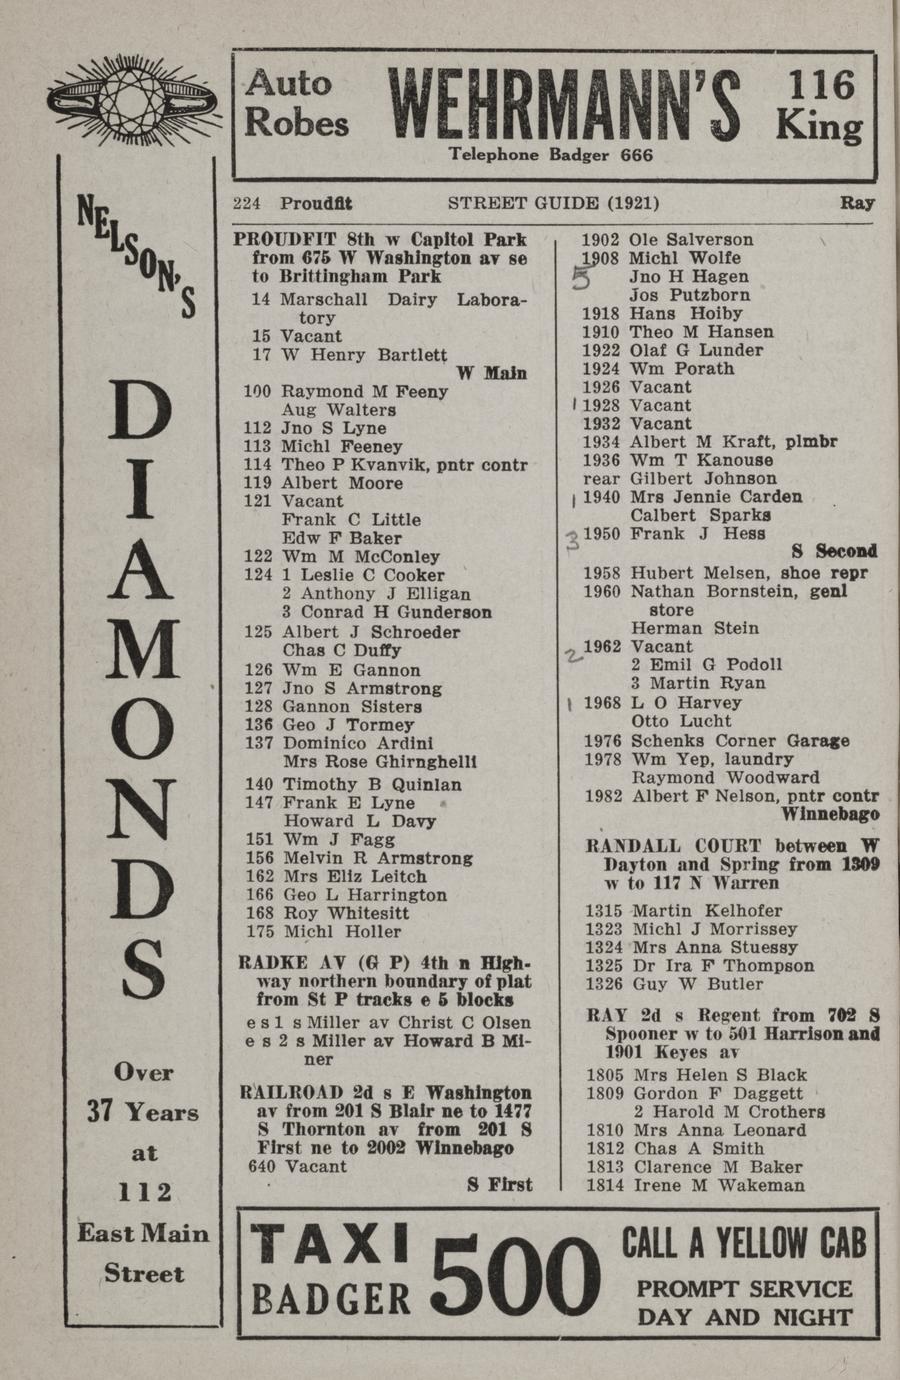 Auto
Robes
WEHRMANN'S
Telephone Badger 666
116
King
NELSON'S
DIAMONDS
Over
37 Years
at
112
East Main
Street
224 Proudfit STREET GUIDE (1921) Ray
PROUDFIT 8th w Capitol Park
from 675 W Washington av se
to Brittingham Park
14 Marschall Dairy Labora-
tory
15 Vacant
17 W Henry Bartlett
W Main
100 Raymond M Feeny
Aug Walters
112 Jno S Lyne
113 Michl Feeney
114 Theo P Kvanvik, pntr contr
119 Albert Moore
121 Vacant
Frank C Little
Edw F Baker
122 Wm M McConley
124 1 Leslie C Cooker
2 Anthony J Elligan
3 Conrad H Gunderson
125 Albert J Schroeder
Chas C Duffy
126 Wm E Gannon
127 Jno S Armstrong
128 Gannon Sisters
136 Geo J Tormey
137 Dominico Ardini
Mrs Rose Ghirnghelli
140 Timothy B Quinlan
147 Frank E Lyne
Howard L Davy
151 Wm J Fagg
156 Melvin R Armstrong
162 Mrs Eliz Leitch
166 Geo L Harrington
168 Roy Whitesitt
175 Michl Holler
RADKE AV (G P) 4th n High-
way northern boundary of plat
from St P tracks e 5 blocks
e s 1 s Miller av Christ C Olsen
e s 2 s Miller av Howard B Mi-
ner
RAILROAD 2d s E Washington
av from 201 S Blair ne to 1477
S Thornton av from 201 S
First ne to 2002 Winnebago
640 Vacant
S First
1902 Ole Salverson
1908 Michl Wolfe
5 Jno H Hagen
Jos Putzborn
1918 Hans Hoiby
1910 Theo M Hansen
1922 Olaf G Lunder
1924 Wm Porath
1926 Vacant
1 1928 Vacant
1932 Vacant
1934 Albert M Kraft, plmbr
1936 Wm T Kanouse
rear Gilbert Johnson
1 1940 Mrs Jennie Carden
Calbert Sparks
3 1950 Frank J Hess
S Second
1958 Hubert Melsen, shoe repr
1960 Nathan Bornstein, genl
store
Herman Stein
2 1962 Vacant
2 Emil G Podoll
3 Martin Ryan
1 1968 L O Harvey
Otto Lucht
1976 Schenks Corner Garage
1978 Wm Yep, laundry
Raymond Woodward
1982 Albert F Nelson, pntr contr
Winnebago
RANDALL COURT between W
Dayton and Spring from 1309
w to 117 N Warren
1315 Martin Kelhofer
1323 Michl J Morrissey
1324 Mrs Anna Stuessy
1325 Dr Ira F Thompson
1326 Guy W Butler
RAY 2d s Regent from 702 S
Spooner w to 501 Harrison and
1901 Keyes av
1805 Mrs Helen S Black
1809 Gordon F Daggett
2 Harold M Crothers
1810 Mrs Anna Leonard
1812 Chas A Smith
1813 Clarence M Baker
1814 Irene M Wakeman
TAXI
BADGER
500
CALL A YELLOW CAB
PROMPT SERVICE
DAY AND NIGHT